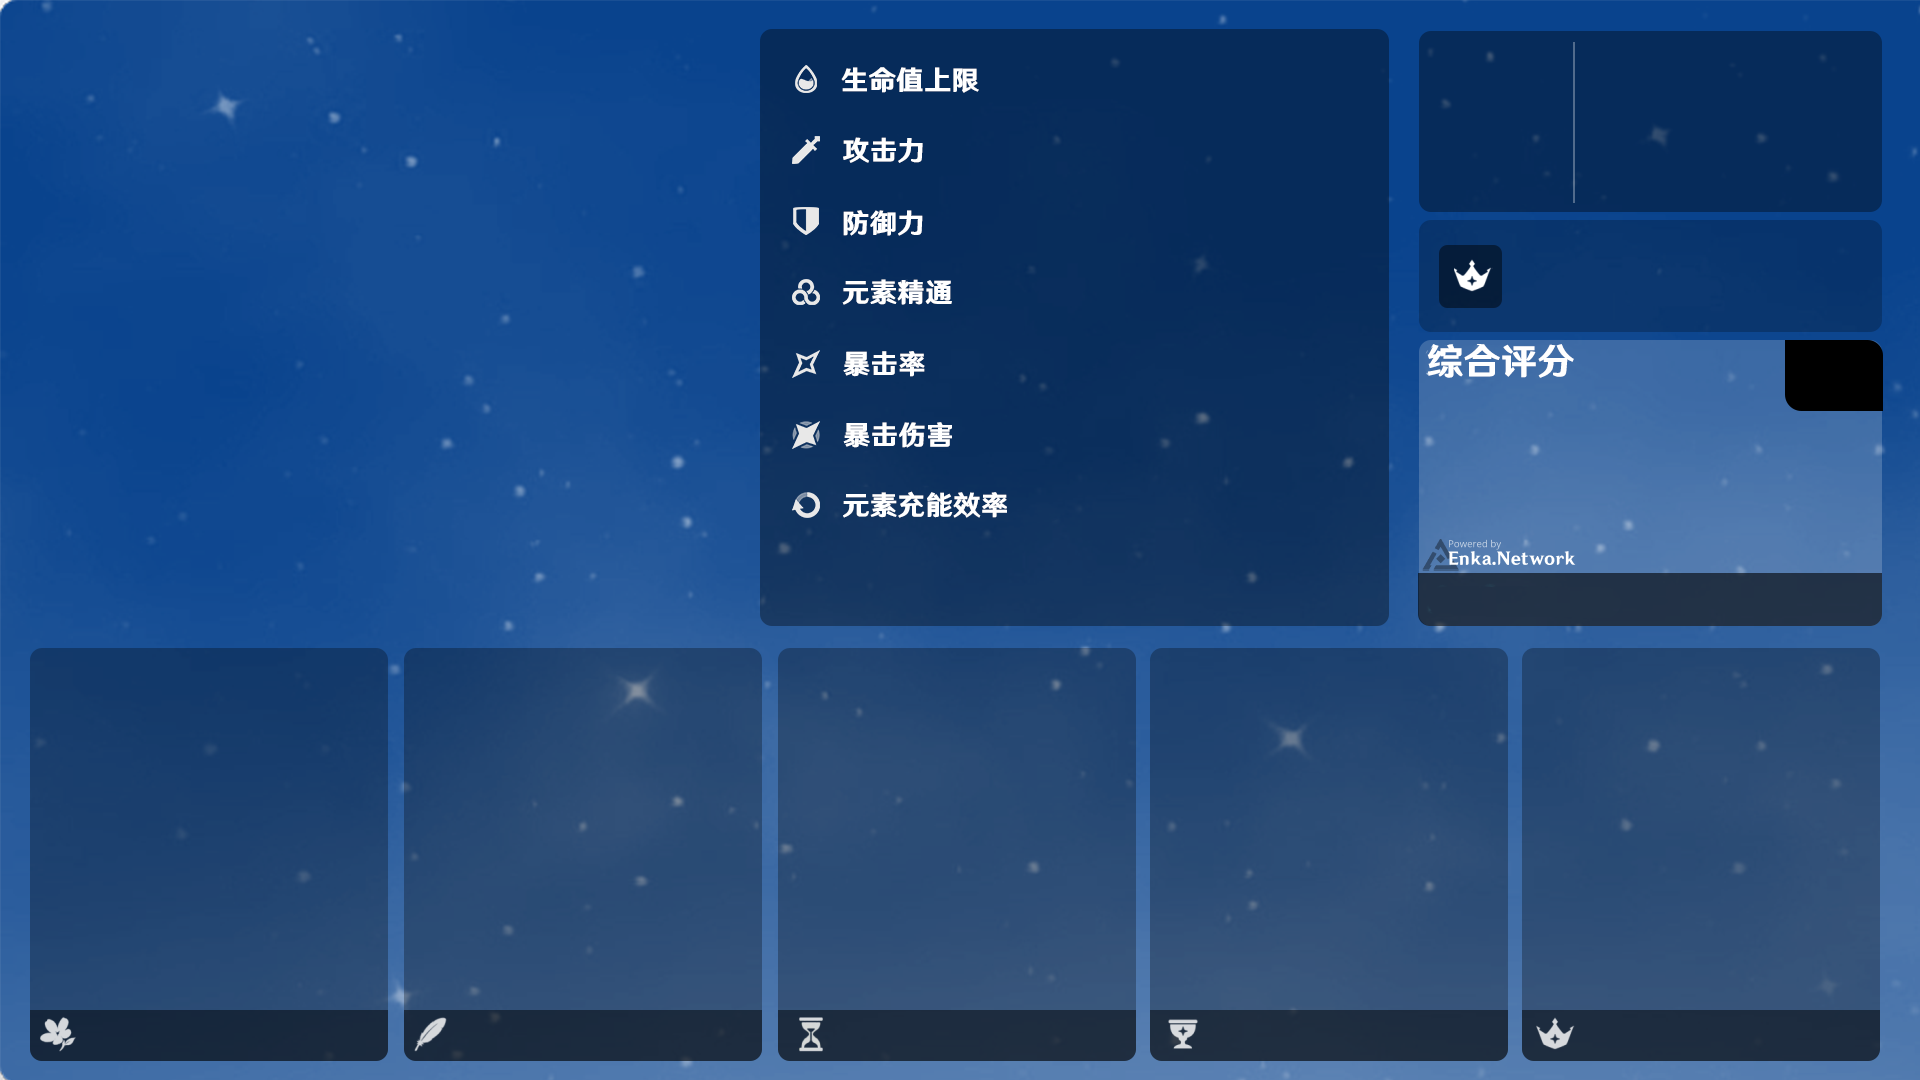 生命值上限
攻击力
防御力
元素精通
暴击率
暴击伤害
元素充能效率
综合评分
Powered by
Enka.Network